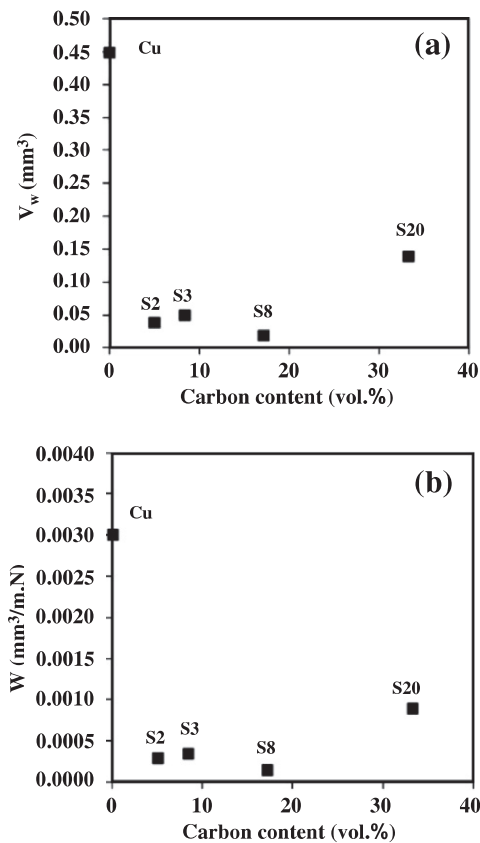 (a)
0.50
Cu
0.45
0.40
0.35
0.30
V_w (mm³)
0.25
0.20
S20
0.15
0.10
S2
S3
S8
0.05
0.00
0
10
20
30
40
Carbon content (vol.%)
(b)
0.0040
0.0035
Cu
0.0030
0.0025
W (mm³/m.N)
0.0020
0.0015
S20
0.0010
S2
S3
S8
0.0005
0.0000
0
10
20
30
40
Carbon content (vol.%)